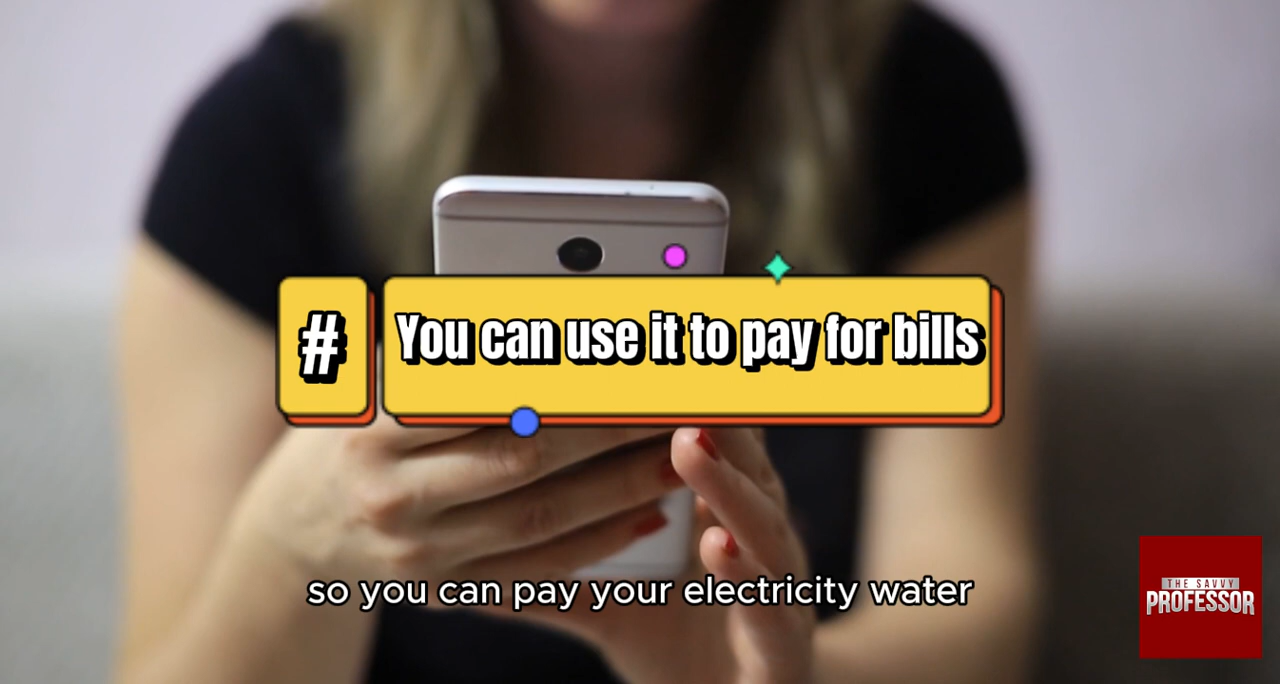 # You can use it to pay for bills
so you can pay your electricity water
THE SAVVY
PROFESSOR